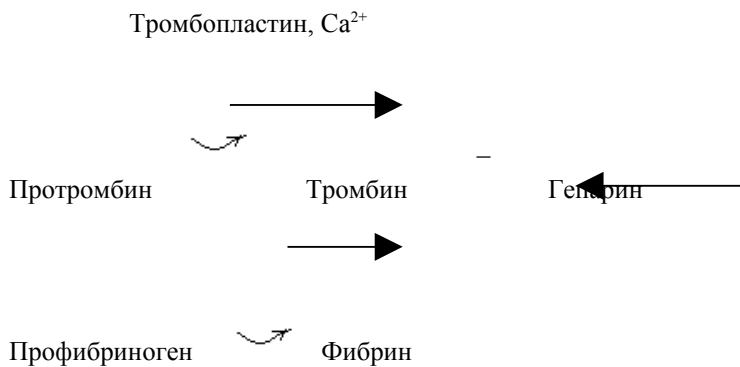 Тромбопластин, Ca²⁺
–
Протромбин Тромбин Гепарин
Профибриноген Фибрин